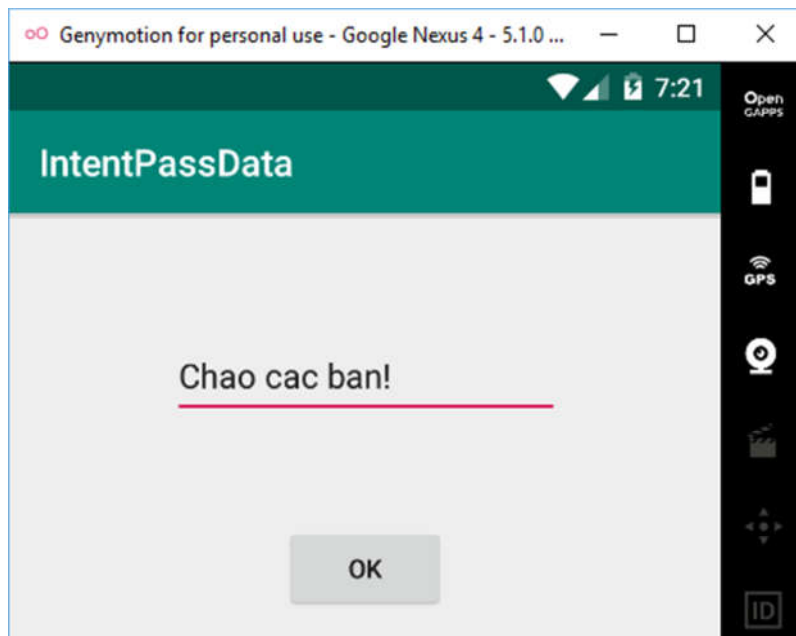 Genymotion for personal use - Google Nexus 4 - 5.1.0 ...
7:21
Open
GAPPS
IntentPassData
GPS
Chao cac ban!
OK
ID